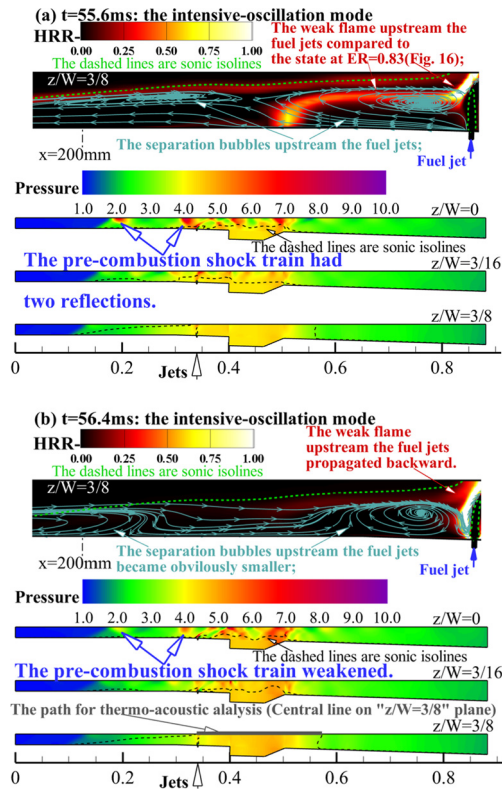 (a) t=55.6ms: the intensive-oscillation mode
HRR
0.00 0.25 0.50 0.75 1.00
The dashed lines are sonic isolines
The weak flame upstream the
fuel jets compared to
the state at ER=0.83(Fig. 16);
z/W=3/8
The separation bubbles upstream the fuel jets;
x=200mm
Fuel jet
Pressure
1.0 2.0 3.0 4.0 5.0 6.0 7.0 8.0 9.0 10.0
z/W=0
The dashed lines are sonic isolines
The pre-combustion shock train had
z/W=3/16
two reflections.
z/W=3/8
0 0.2 0.4 0.6 0.8
Jets
(b) t=56.4ms: the intensive-oscillation mode
HRR
0.00 0.25 0.50 0.75 1.00
The dashed lines are sonic isolines
The weak flame
upstream the fuel jets
propagated backward.
z/W=3/8
The separation bubbles upstream the fuel jets
became obvilously smaller;
x=200mm
Fuel jet
Pressure
1.0 2.0 3.0 4.0 5.0 6.0 7.0 8.0 9.0 10.0
z/W=0
The dashed lines are sonic isolines
The pre-combustion shock train weakened.
z/W=3/16
The path for thermo-acoustic alalysis (Central line on "z/W=3/8" plane)
z/W=3/8
0 0.2 0.4 0.6 0.8
Jets